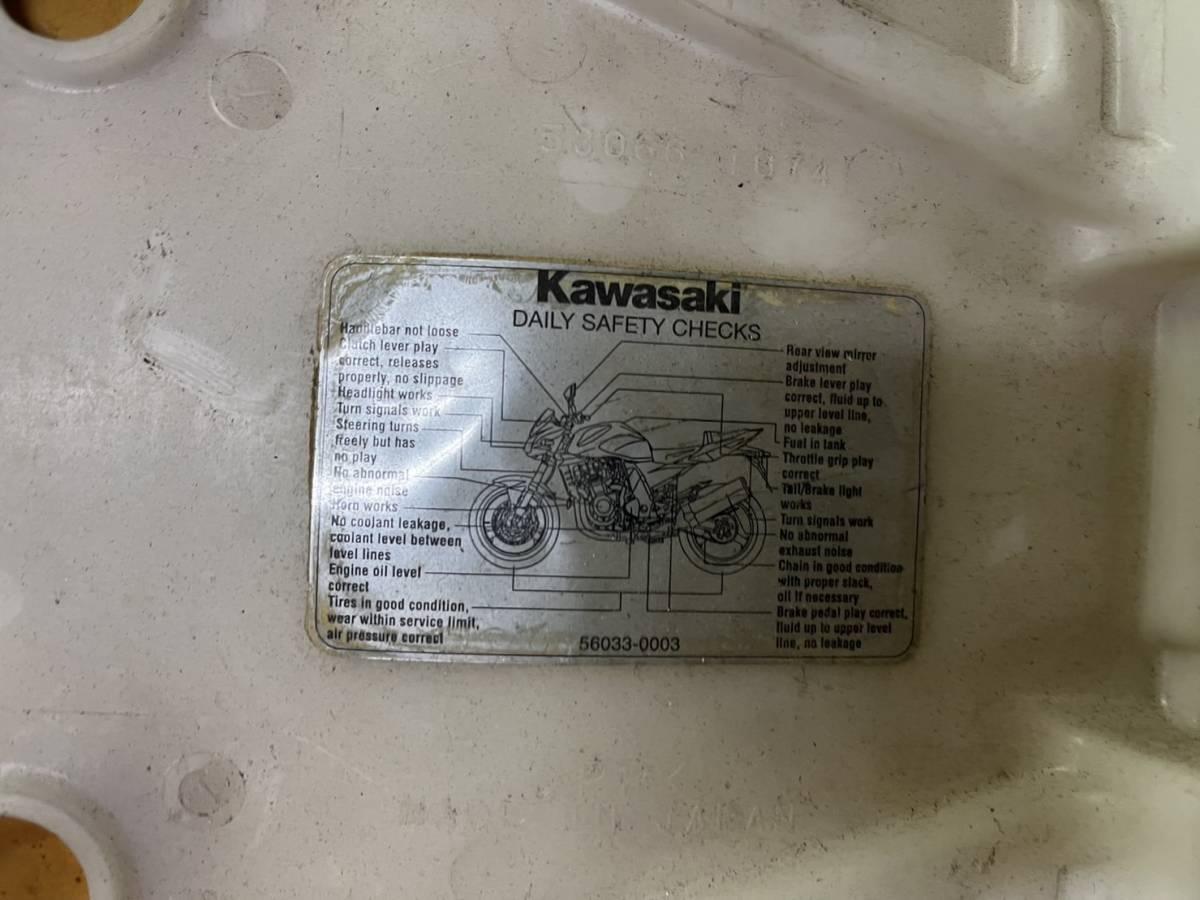 Kawasaki
DAILY SAFETY CHECKS
Handlebar not loose
Clutch lever play
correct, releases
properly, no slippage
Headlight works
Turn signals work
Steering turns
freely but has
no play
No abnormal
engine noise
Horn works
No coolant leakage,
coolant level between
level lines
Engine oil level
correct
Tires in good condition,
wear within service limit,
air pressure correct
Rear view mirror
adjustment
Brake lever play
correct, fluid up to
upper level line,
no leakage
Fuel in tank
Throttle grip play
correct
Tail/Brake light
works
Turn signals work
No abnormal
exhaust noise
Chain in good condition
with proper slack,
oil if necessary
Brake pedal play correct,
fluid up to upper level
line, no leakage
56033-0003
MADE IN JAPAN